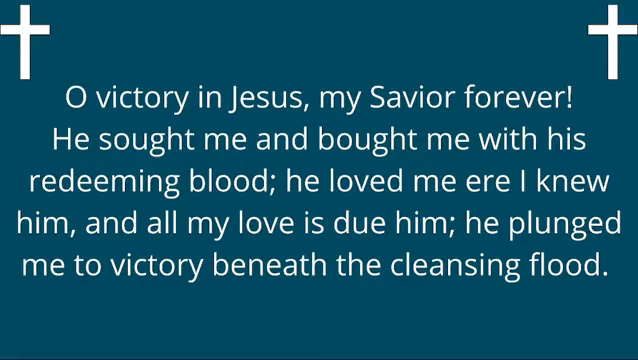 O victory in Jesus, my Savior forever!
He sought me and bought me with his
redeeming blood; he loved me ere I knew
him, and all my love is due him; he plunged
me to victory beneath the cleansing flood.